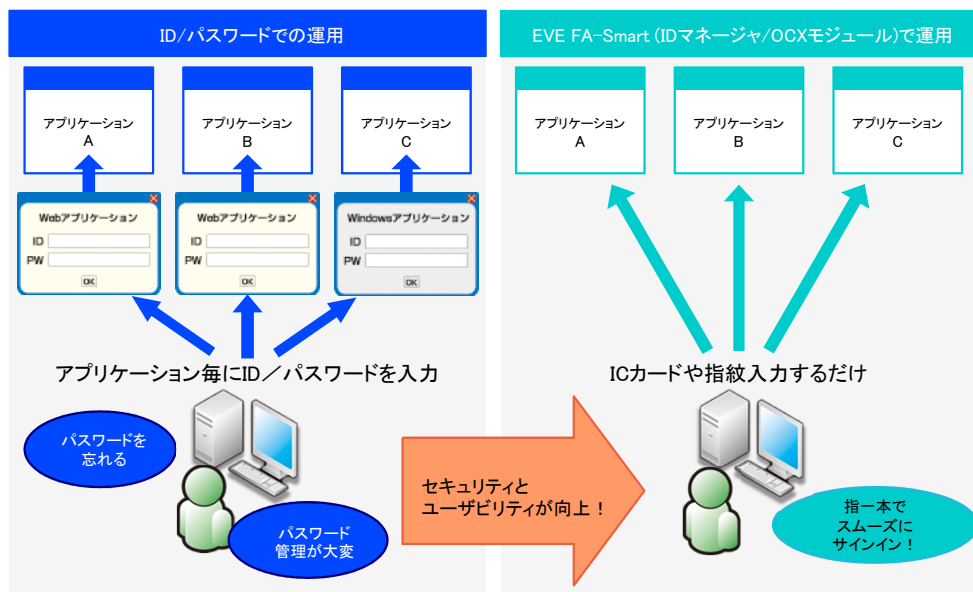 ID/パスワードでの運用
アプリケーション
A
アプリケーション
B
アプリケーション
C
Webアプリケーション
ID
PW
OK
Webアプリケーション
ID
PW
OK
Windowsアプリケーション
ID
PW
OK
アプリケーション毎にID/パスワードを入力
パスワードを
忘れる
パスワード
管理が大変
セキュリティと
ユーザビリティが向上!
EVE FA-Smart(IDマネージャ/OCXモジュール)で運用
アプリケーション
A
アプリケーション
B
アプリケーション
C
ICカードや指紋入力するだけ
指一本で
スムーズに
サインイン!